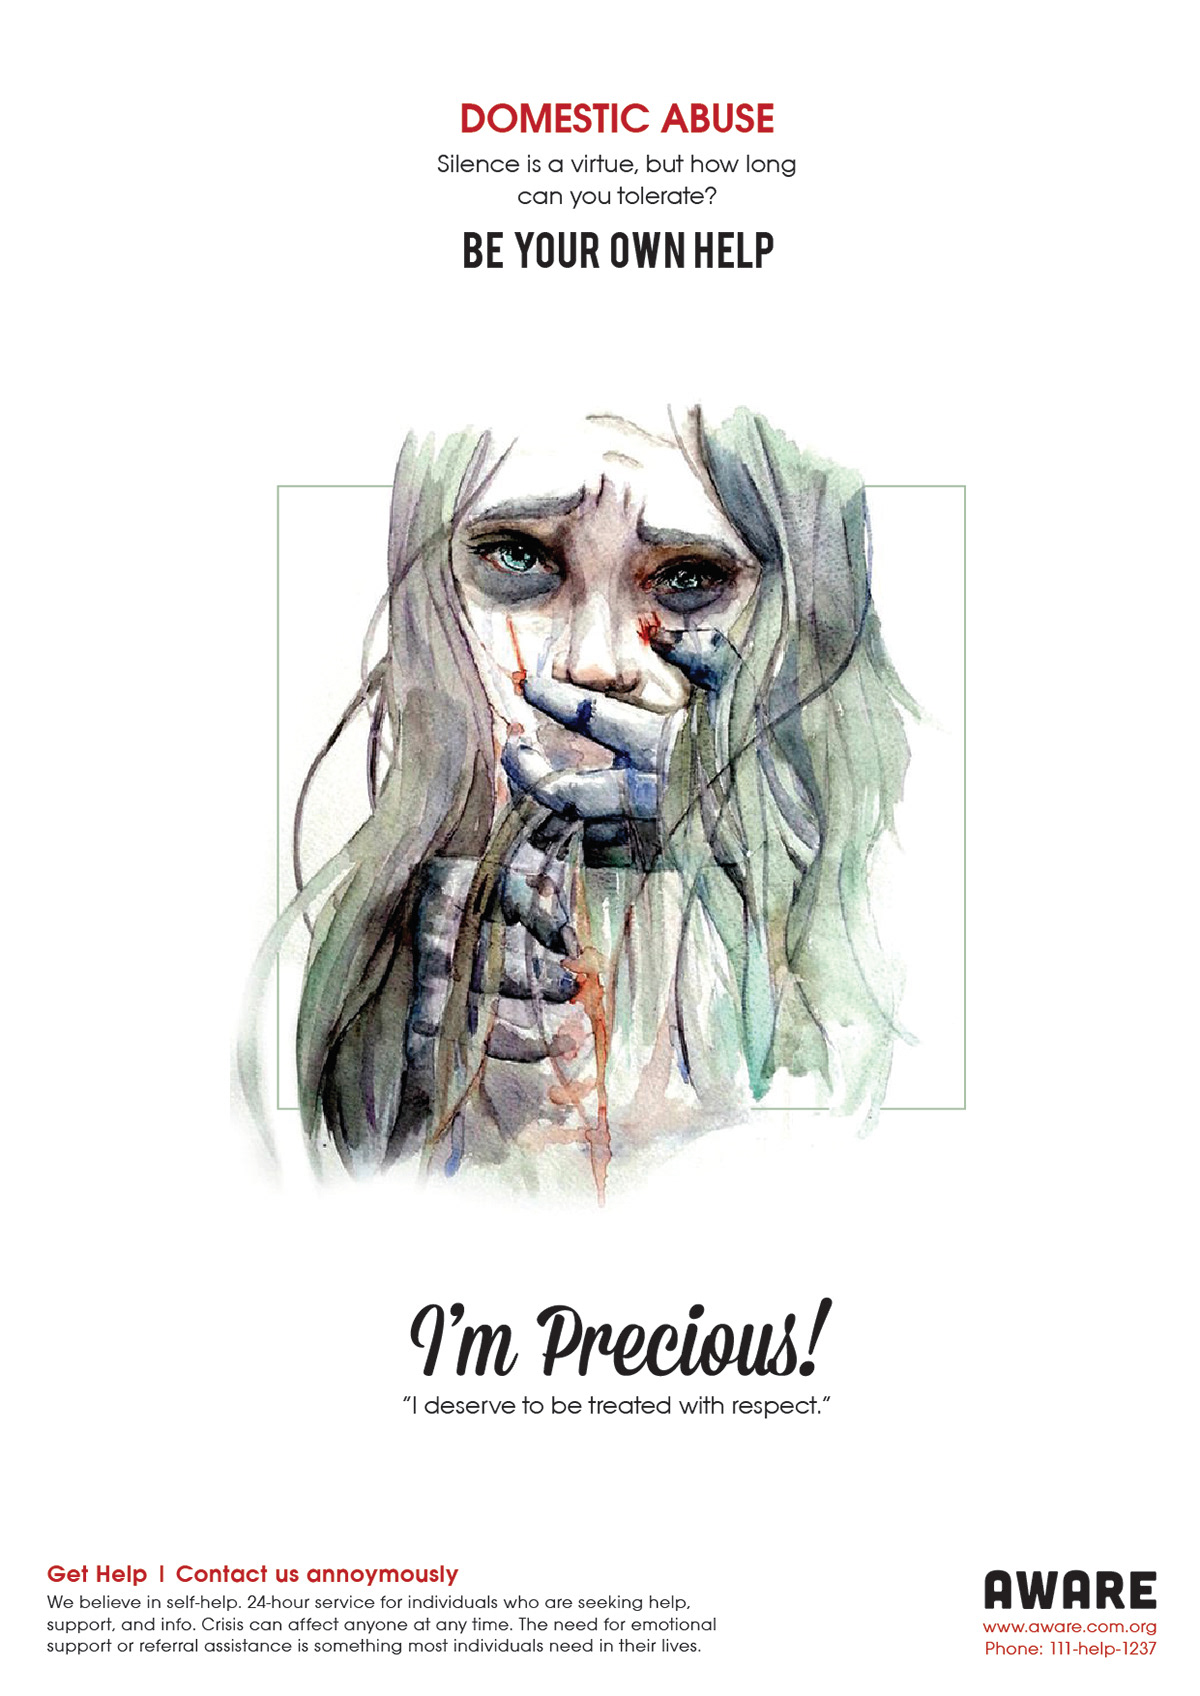 DOMESTIC ABUSE
Silence is a virtue, but how long
can you tolerate?
BE YOUR OWN HELP
I'm Precious!
"I deserve to be treated with respect."
Get Help | Contact us annoymously
We believe in self-help. 24-hour service for individuals who are seeking help,
support, and info. Crisis can affect anyone at any time. The need for emotional
support or referral assistance is something most individuals need in their lives.
AWARE
www.aware.com.org
Phone: 111-help-1237